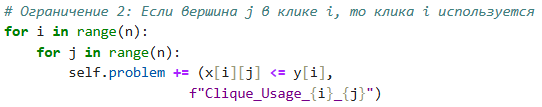 # Ограничение 2: Если вершина j в клике i, то клика i используется
for i in range(n):
    for j in range(n):
        self.problem += (x[i][j] <= y[i],
                         f"Clique_Usage_{i}_{j}")